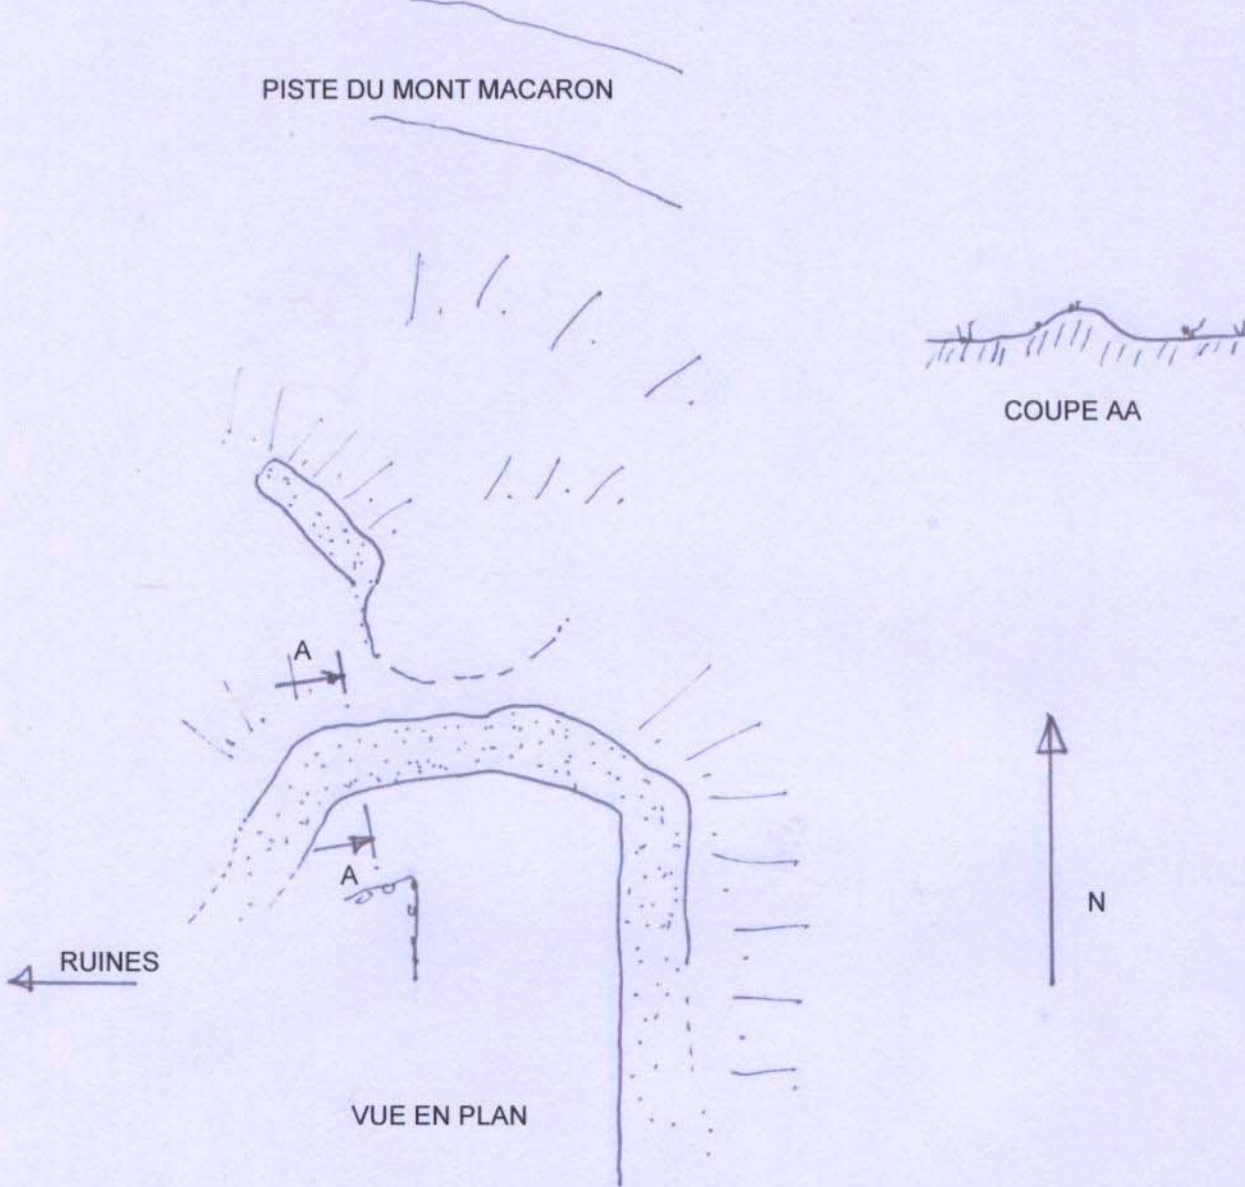 PISTE DU MONT MACARON
COUPE AA
A
A
RUINES
N
VUE EN PLAN